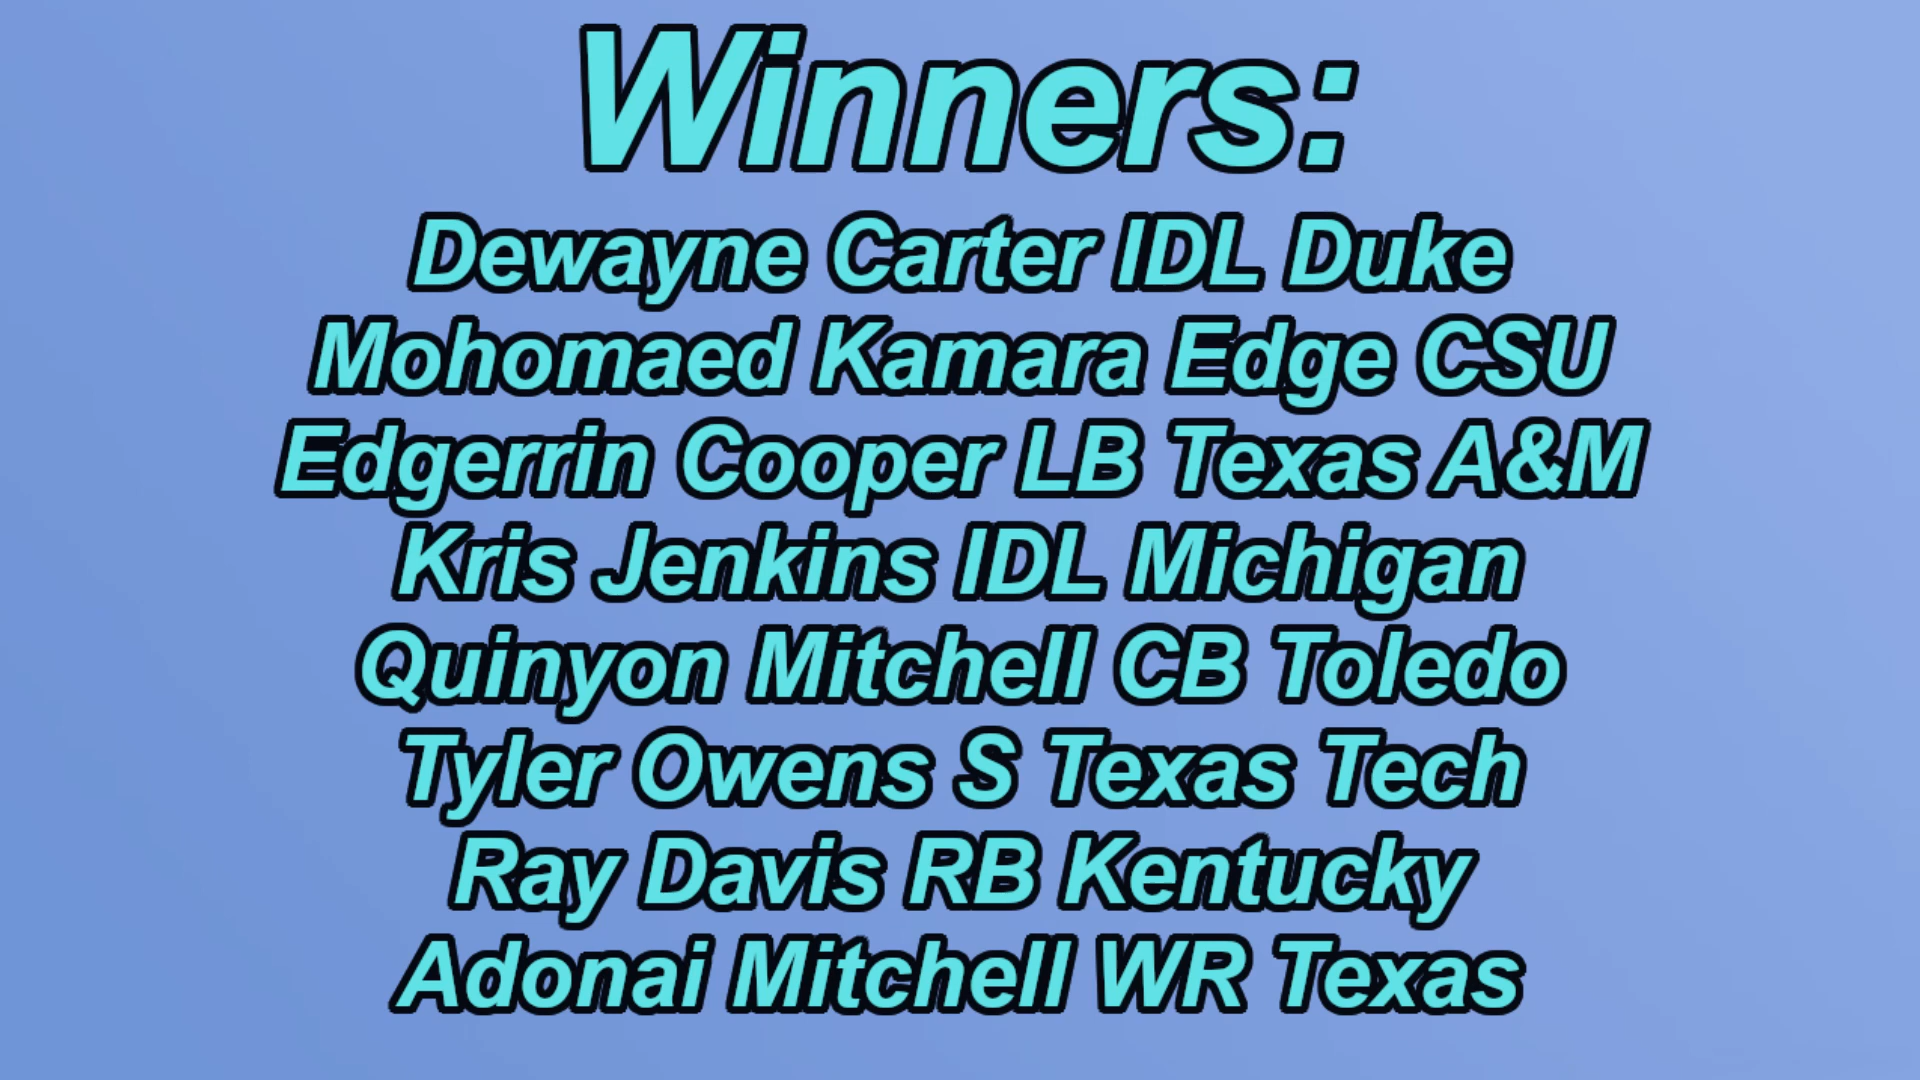 Winners:
Dewayne Carter IDL Duke
Mohomaed Kamara Edge CSU
Edgerrin Cooper LB Texas A&M
Kris Jenkins IDL Michigan
Quinyon Mitchell CB Toledo
Tyler Owens S Texas Tech
Ray Davis RB Kentucky
Adonai Mitchell WR Texas